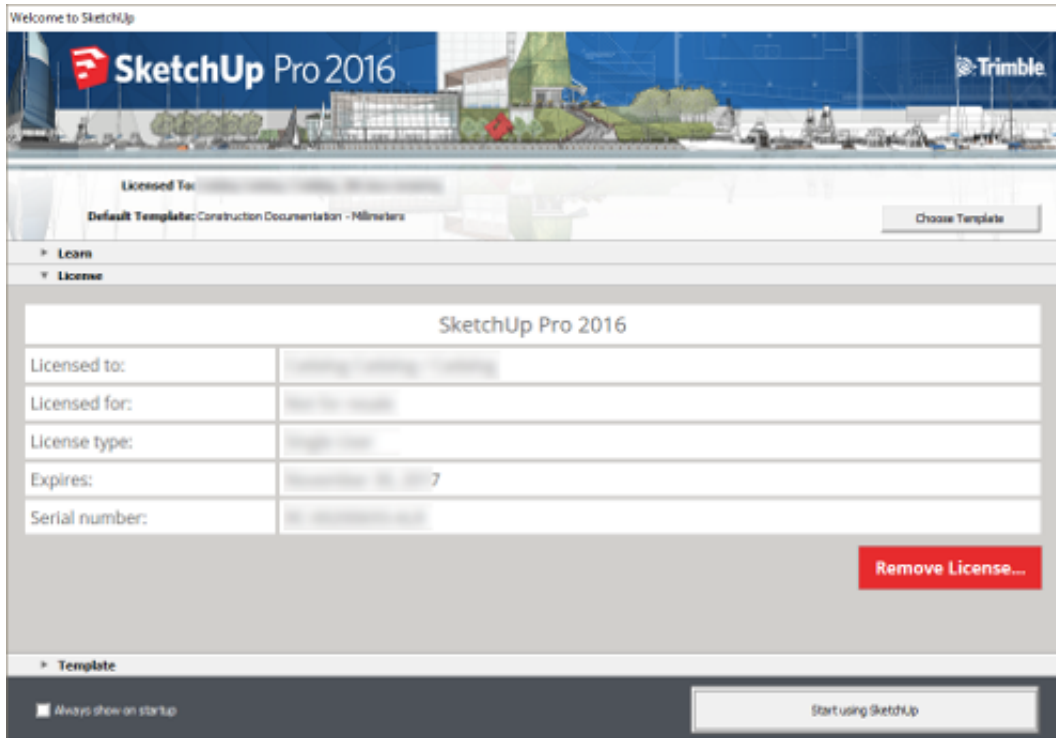 Welcome to SketchUp
SketchUp Pro 2016
Trimble
Licensed To:
Default Template: Construction Documentation - Millimeters
Choose Template
Learn
License
SketchUp Pro 2016
Licensed to:
Licensed for:
License type:
Expires: 7
Serial number:
Remove License...
Template
Always show on startup
Start using SketchUp